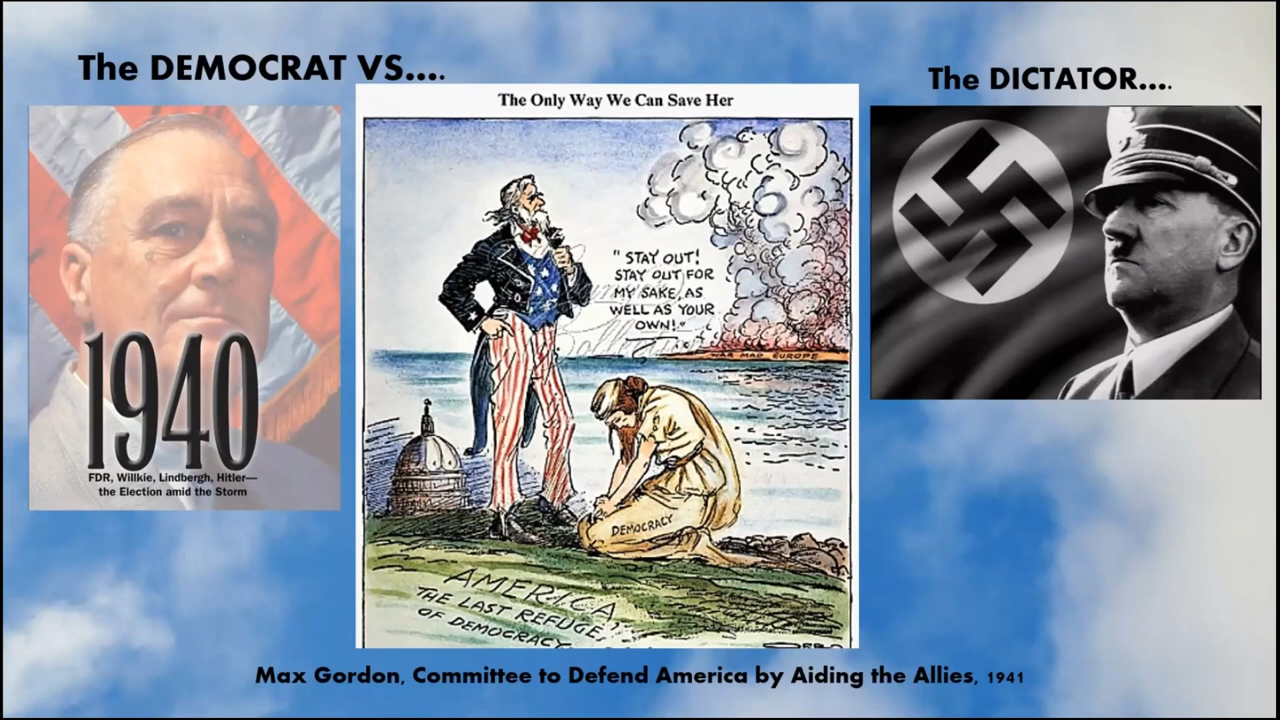 The DEMOCRAT VS....
The DICTATOR....
The Only Way We Can Save Her
"STAY OUT!
STAY OUT FOR
MY SAKE, AS
WELL AS YOUR
OWN!"
WAR MAD EUROPE
1940
FDR, Willkie, Lindbergh, Hitler—
the Election amid the Storm
DEMOCRACY
AMERICA
THE LAST REFUGE
OF DEMOCRACY
Max Gordon, Committee to Defend America by Aiding the Allies, 1941